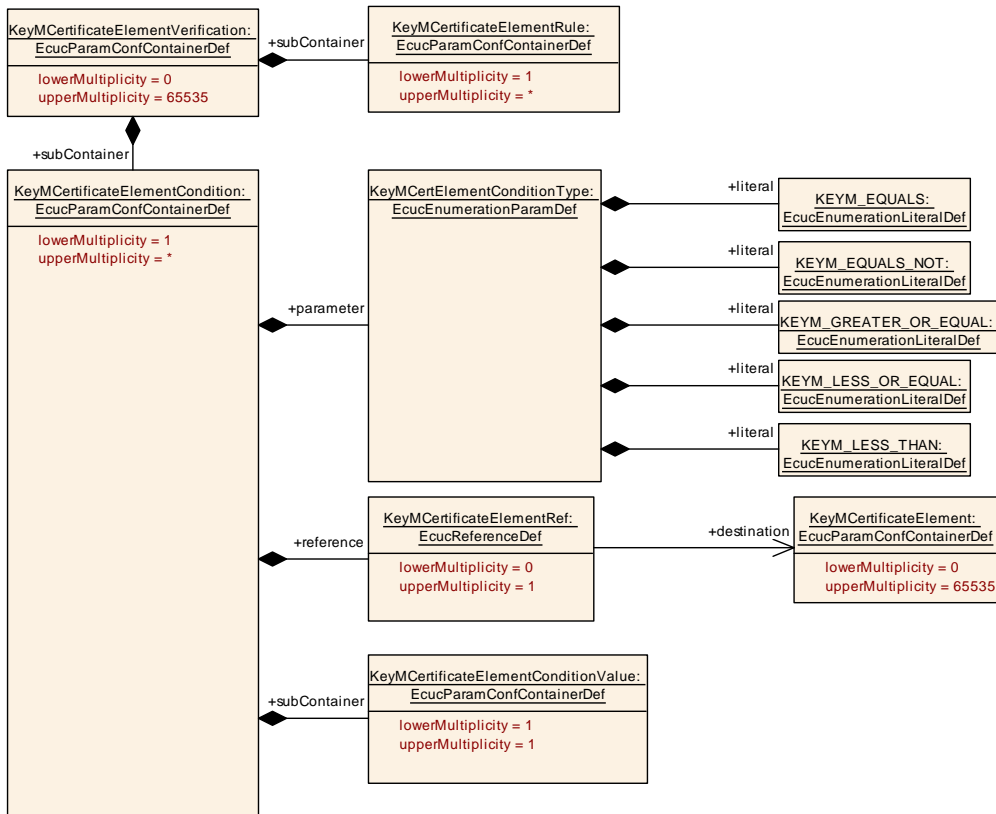 KeyMCertificateElementVerification:
EcucParamConfContainerDef
lowerMultiplicity = 0
upperMultiplicity = 65535
+subContainer
KeyMCertificateElementRule:
EcucParamConfContainerDef
lowerMultiplicity = 1
upperMultiplicity = *
+subContainer
KeyMCertificateElementCondition:
EcucParamConfContainerDef
lowerMultiplicity = 1
upperMultiplicity = *
+parameter
KeyMCertElementConditionType:
EcucEnumerationParamDef
+literal
KEYM_EQUALS:
EcucEnumerationLiteralDef
+literal
KEYM_EQUALS_NOT:
EcucEnumerationLiteralDef
+literal
KEYM_GREATER_OR_EQUAL:
EcucEnumerationLiteralDef
+literal
KEYM_LESS_OR_EQUAL:
EcucEnumerationLiteralDef
+literal
KEYM_LESS_THAN:
EcucEnumerationLiteralDef
+reference
KeyMCertificateElementRef:
EcucReferenceDef
lowerMultiplicity = 0
upperMultiplicity = 1
+destination
KeyMCertificateElement:
EcucParamConfContainerDef
lowerMultiplicity = 0
upperMultiplicity = 65535
+subContainer
KeyMCertificateElementConditionValue:
EcucParamConfContainerDef
lowerMultiplicity = 1
upperMultiplicity = 1